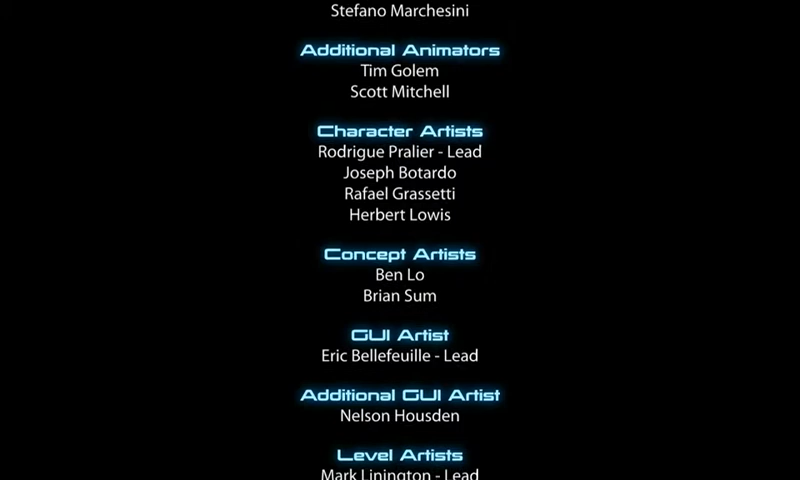 Stefano Marchesini
Additional Animators
Tim Golem
Scott Mitchell
Character Artists
Rodrigue Pralier - Lead
Joseph Botardo
Rafael Grassetti
Herbert Lowis
Concept Artists
Ben Lo
Brian Sum
GUI Artist
Eric Bellefeuille - Lead
Additional GUI Artist
Nelson Housden
Level Artists
Mark Linington - Lead